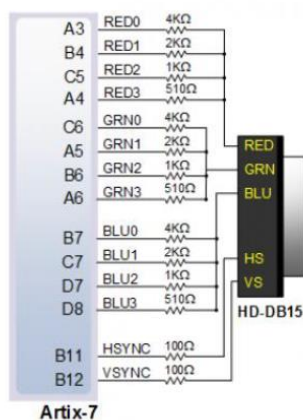 A3 RED0 4KΩ
B4 RED1 2KΩ
C5 RED2 1KΩ
A4 RED3 510Ω
C6 GRN0 4KΩ
A5 GRN1 2KΩ
B6 GRN2 1KΩ
A6 GRN3 510Ω
B7 BLU0 4KΩ
C7 BLU1 2KΩ
D7 BLU2 1KΩ
D8 BLU3 510Ω
B11 HSYNC 100Ω
B12 VSYNC 100Ω
Artix-7
RED
GRN
BLU
HS
VS
HD-DB15